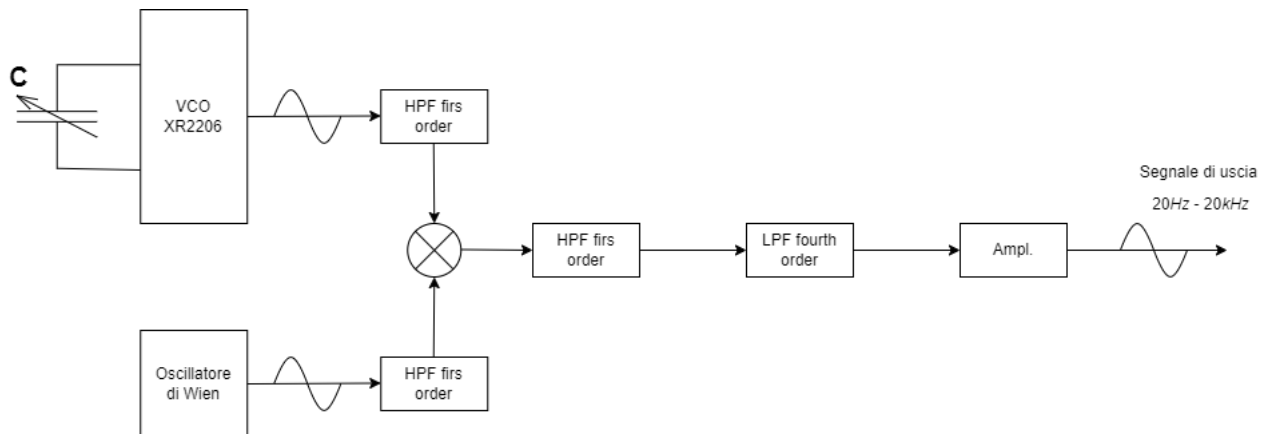 C
VCO
XR2206
HPF firs
order
Segnale di uscia
20Hz - 20kHz
HPF firs
order
LPF fourth
order
Ampl.
Oscillatore
di Wien
HPF firs
order